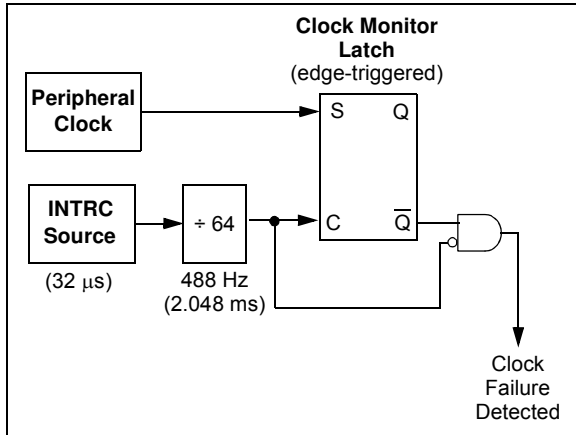 Clock Monitor
Latch
(edge-triggered)
Peripheral
Clock
S Q
INTRC
Source
÷ 64
C Q̅
(32 μs)
488 Hz
(2.048 ms)
Clock
Failure
Detected